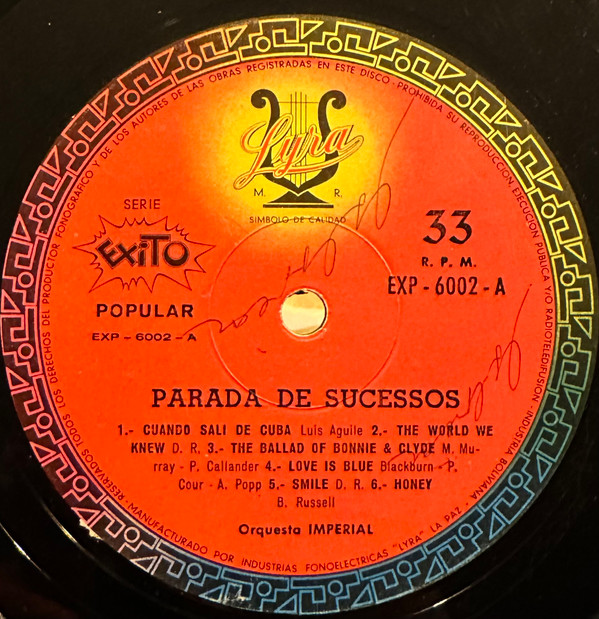 RESERVADOS TODOS LOS DERECHOS DEL PRODUCTOR FONOGRAFICO Y DE LOS AUTORES DE LAS OBRAS REGISTRADAS EN ESTE DISCO - PROHIBIDA SU REPRODUCCION EJECUCION PUBLICA Y/O RADIOTELEDIFUSION INDUSTRIA BOLIVIANA
Lyra
M. R.
SIMBOLO DE CALIDAD
SERIE
EXITO
POPULAR
EXP - 6002 - A
33
R. P. M.
EXP - 6002 - A
PARADA DE SUCESSOS
1.- CUANDO SALI DE CUBA Luis Aguile 2.- THE WORLD WE
KNEW D. R. 3.- THE BALLAD OF BONNIE & CLYDE M. Mu-
rray - P. Callander 4.- LOVE IS BLUE Blackburn - P.
Cour - A. Popp 5.- SMILE D. R. 6.- HONEY
B. Russell
Orquesta IMPERIAL
MANUFACTURADO POR INDUSTRIAS FONOELECTRICAS "LYRA" LA PAZ -